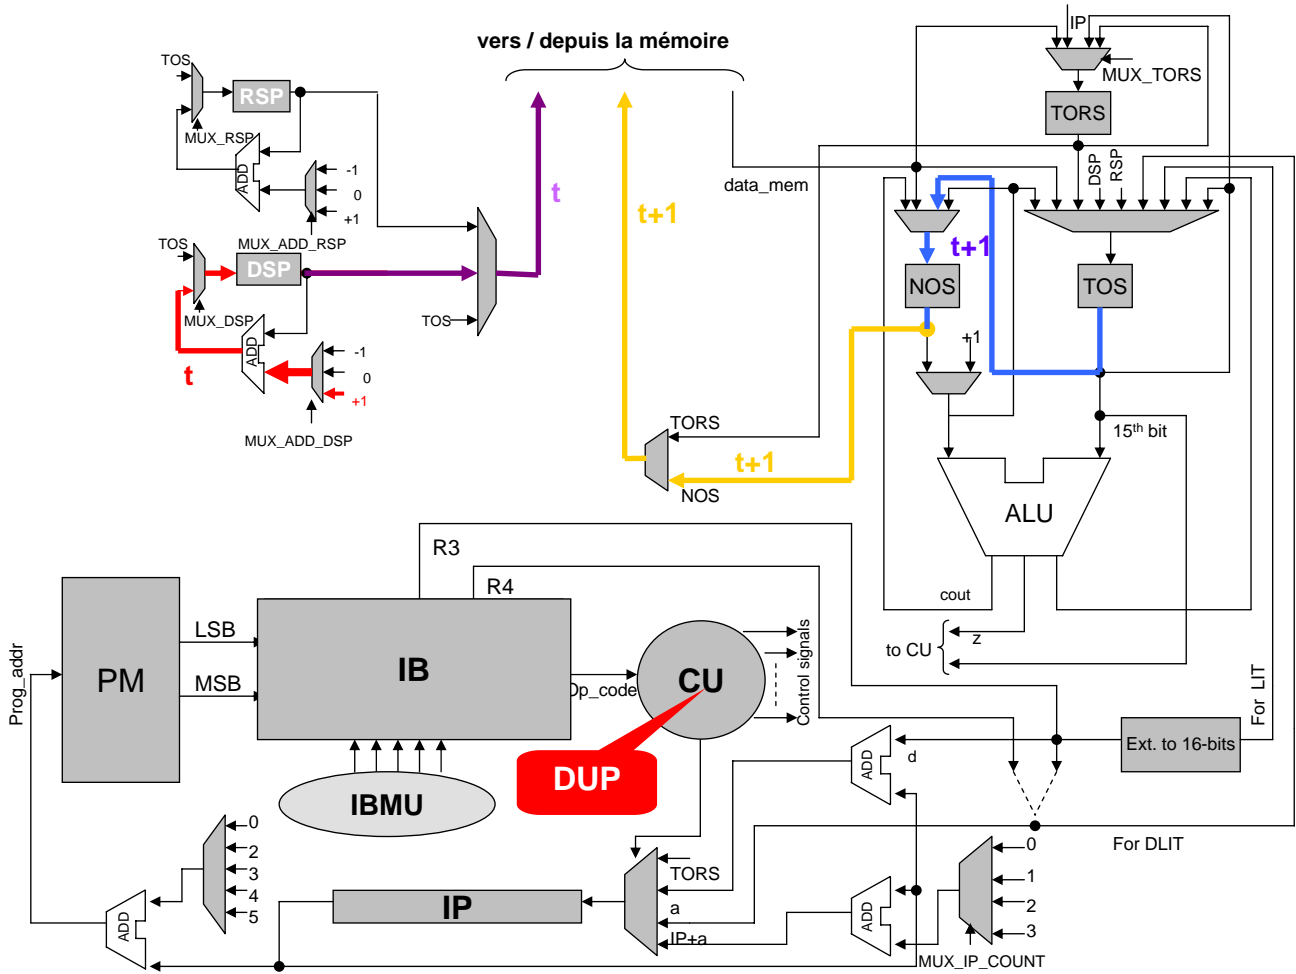 vers / depuis la mémoire
IP
MUX_TORS
TORS
TOS
RSP
MUX_RSP
ADD
-1
0
+1
MUX_ADD_RSP
t
t+1
data_mem
DSP
RSP
TOS
DSP
MUX_DSP
ADD
-1
0
+1
t
MUX_ADD_DSP
TOS
t+1
NOS
TOS
+1
TORS
t+1
NOS
15th bit
ALU
R3
R4
cout
z
to CU
Prog_addr
PM
LSB
MSB
IB
Op_code
CU
Control signals
For LIT
DUP
IBMU
ADD
d
Ext. to 16-bits
For DLIT
0
2
3
4
5
ADD
IP
TORS
a
IP+a
ADD
0
1
2
3
MUX_IP_COUNT